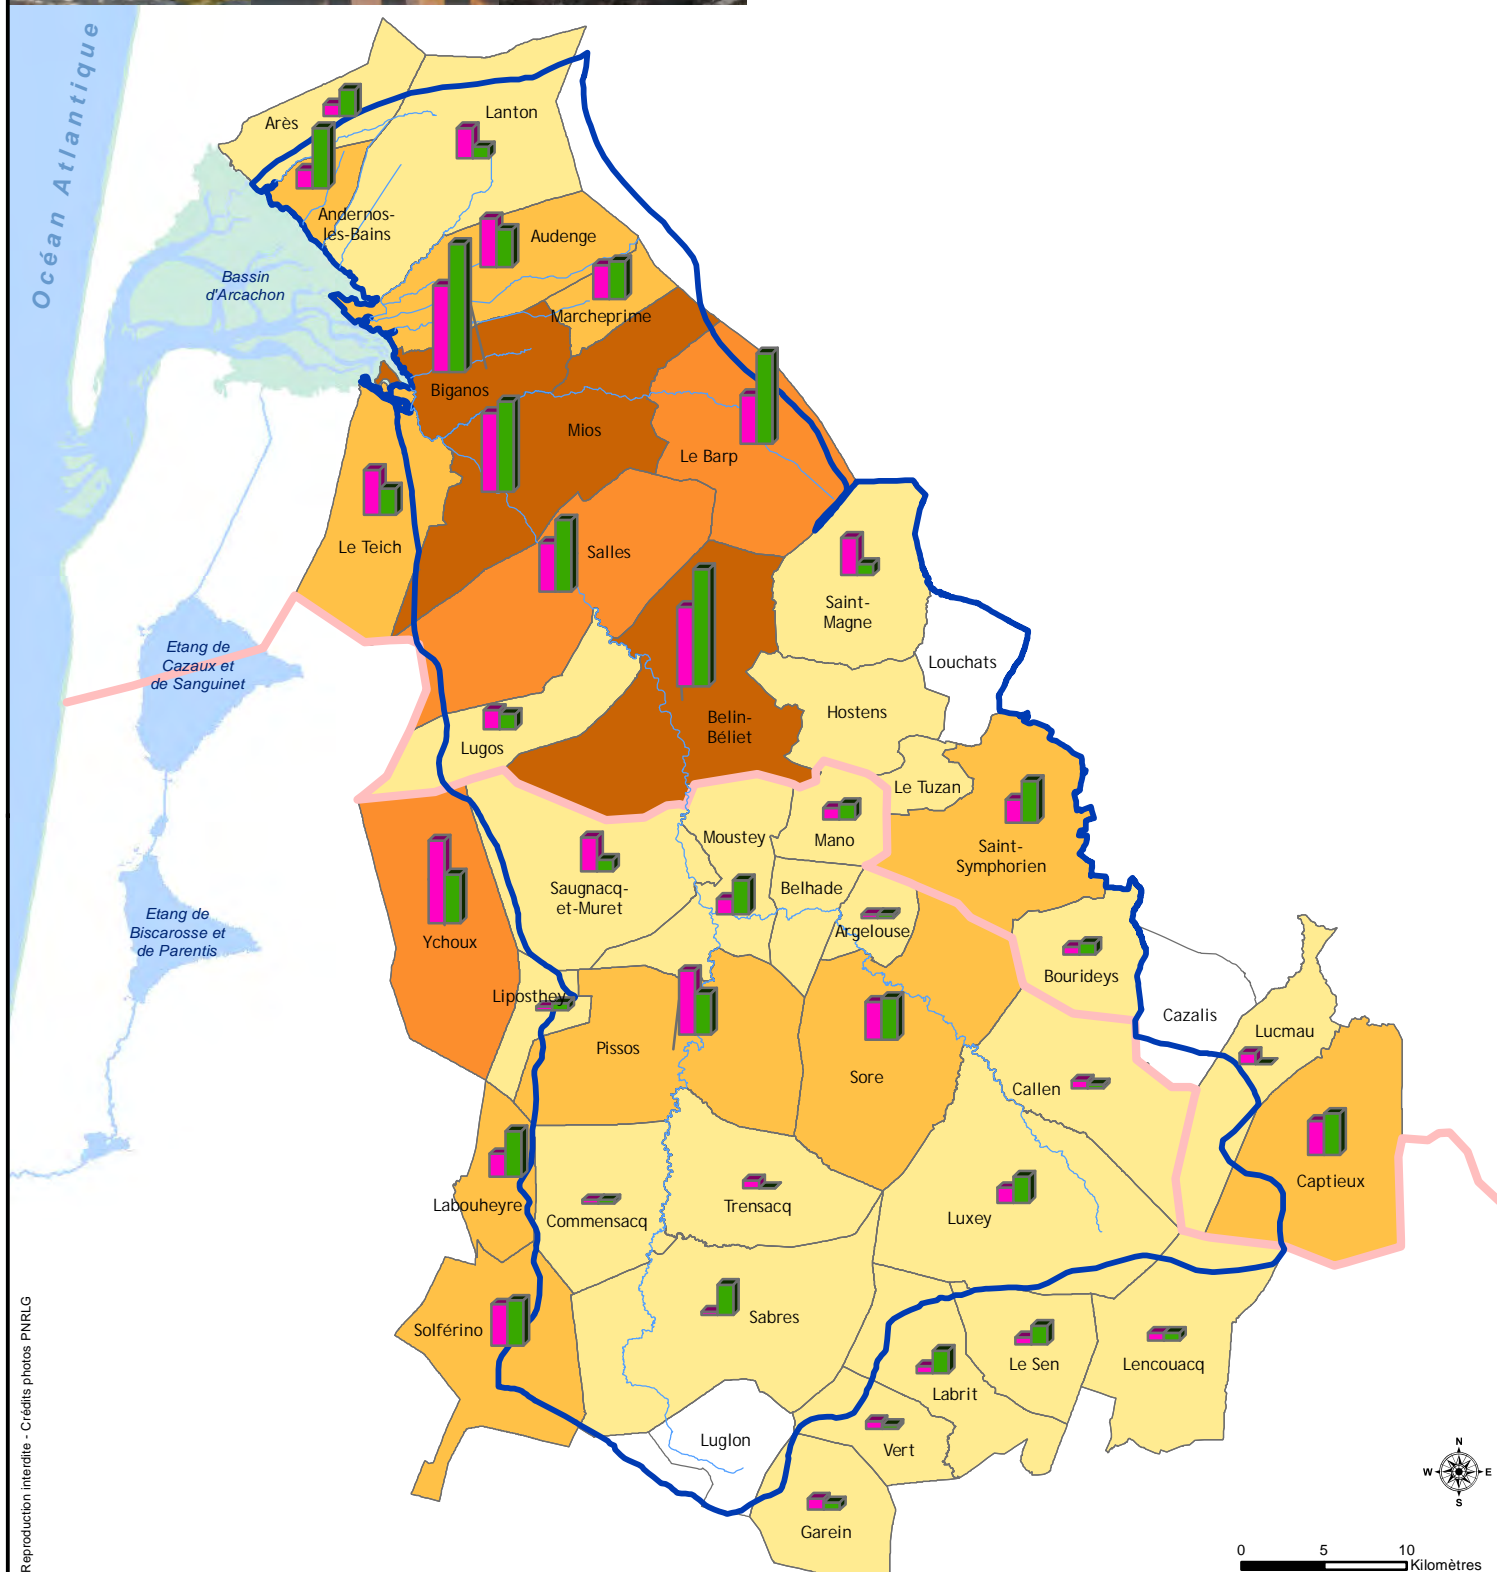 Océan Atlantique
Arès
Lanton
Andernos-
les-Bains
Audenge
Bassin
d'Arcachon
Marcheprime
Biganos
Mios
Le Barp
Le Teich
Salles
Saint-
Magne
Etang de
Cazaux et
de Sanguinet
Louchats
Hostens
Belin-
Béliet
Lugos
Le Tuzan
Moustey
Mano
Saint-
Symphorien
Saugnacq-
et-Muret
Belhade
Etang de
Biscarosse et
de Parentis
Ychoux
Argelouse
Bourideys
Liposthey
Cazalis
Lucmau
Pissos
Sore
Callen
Captieux
Labouheyre
Commensacq
Trensacq
Luxey
Solférino
Sabres
Le Sen
Lencouacq
Labrit
Luglon
Vert
Garein
N
W
E
S
0 5 10
Kilomètres
Reproduction interdite - Crédits photos PNRLG